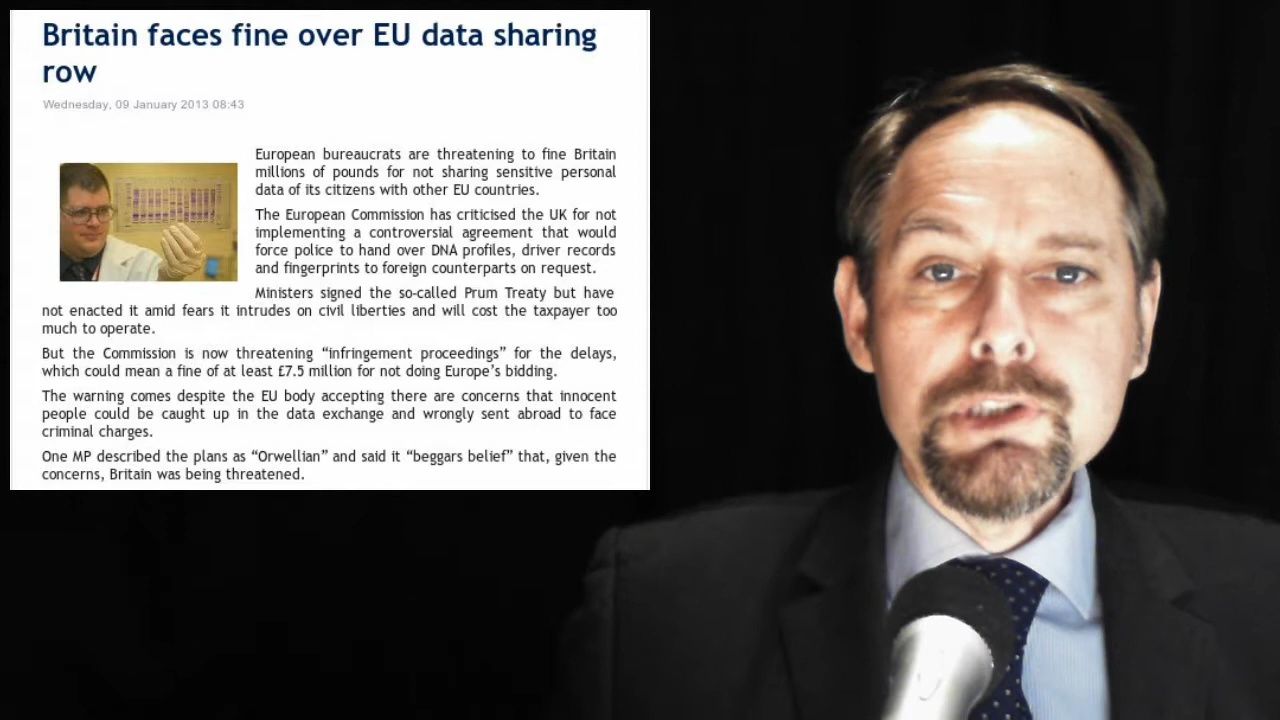 Britain faces fine over EU data sharing
row
Wednesday, 09 January 2013 08:43
European bureaucrats are threatening to fine Britain
millions of pounds for not sharing sensitive personal
data of its citizens with other EU countries.
The European Commission has criticised the UK for not
implementing a controversial agreement that would
force police to hand over DNA profiles, driver records
and fingerprints to foreign counterparts on request.
Ministers signed the so-called Prum Treaty but have
not enacted it amid fears it intrudes on civil liberties and will cost the taxpayer too
much to operate.
But the Commission is now threatening “infringement proceedings” for the delays,
which could mean a fine of at least £7.5 million for not doing Europe’s bidding.
The warning comes despite the EU body accepting there are concerns that innocent
people could be caught up in the data exchange and wrongly sent abroad to face
criminal charges.
One MP described the plans as “Orwellian” and said it “beggars belief” that, given the
concerns, Britain was being threatened.